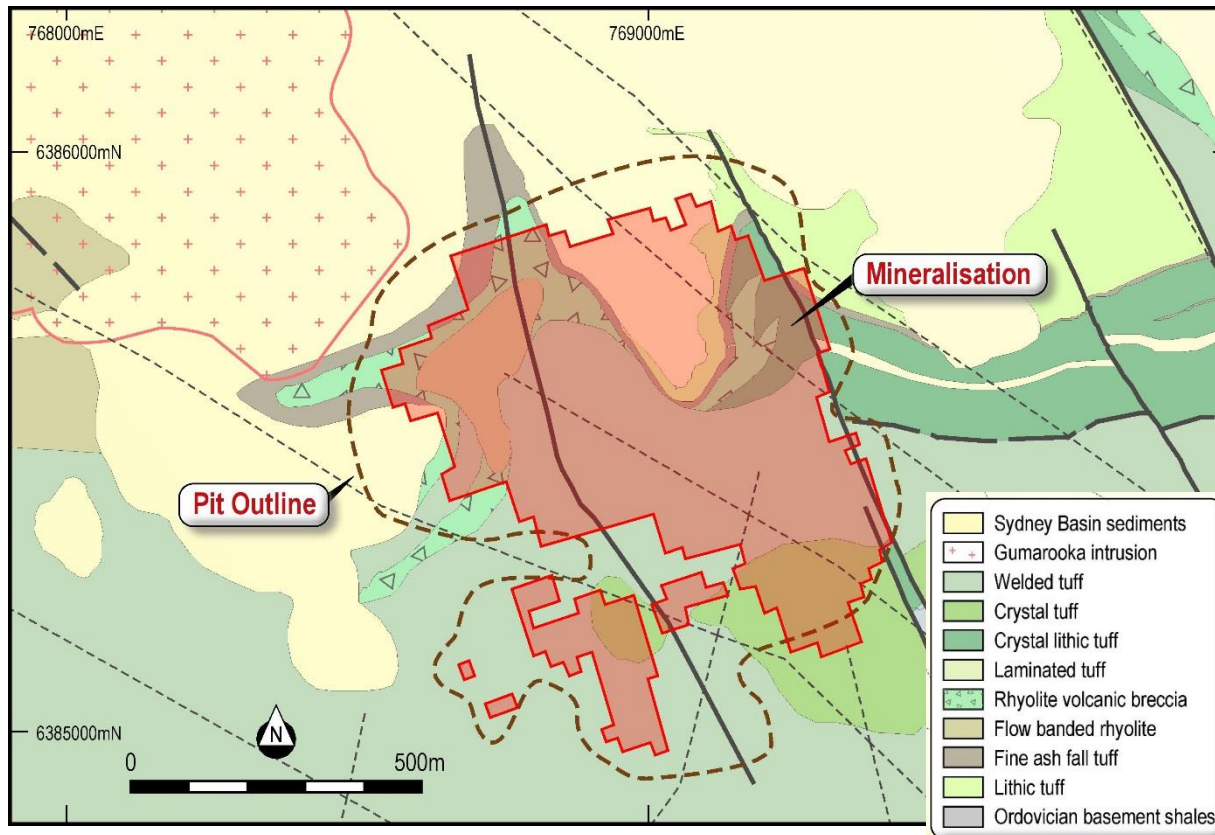 768000mE
769000mE
6386000mN
Mineralisation
Pit Outline
6385000mN
N
0
500m
Sydney Basin sediments
Gumarooka intrusion
Welded tuff
Crystal tuff
Crystal lithic tuff
Laminated tuff
Rhyolite volcanic breccia
Flow banded rhyolite
Fine ash fall tuff
Lithic tuff
Ordovician basement shales